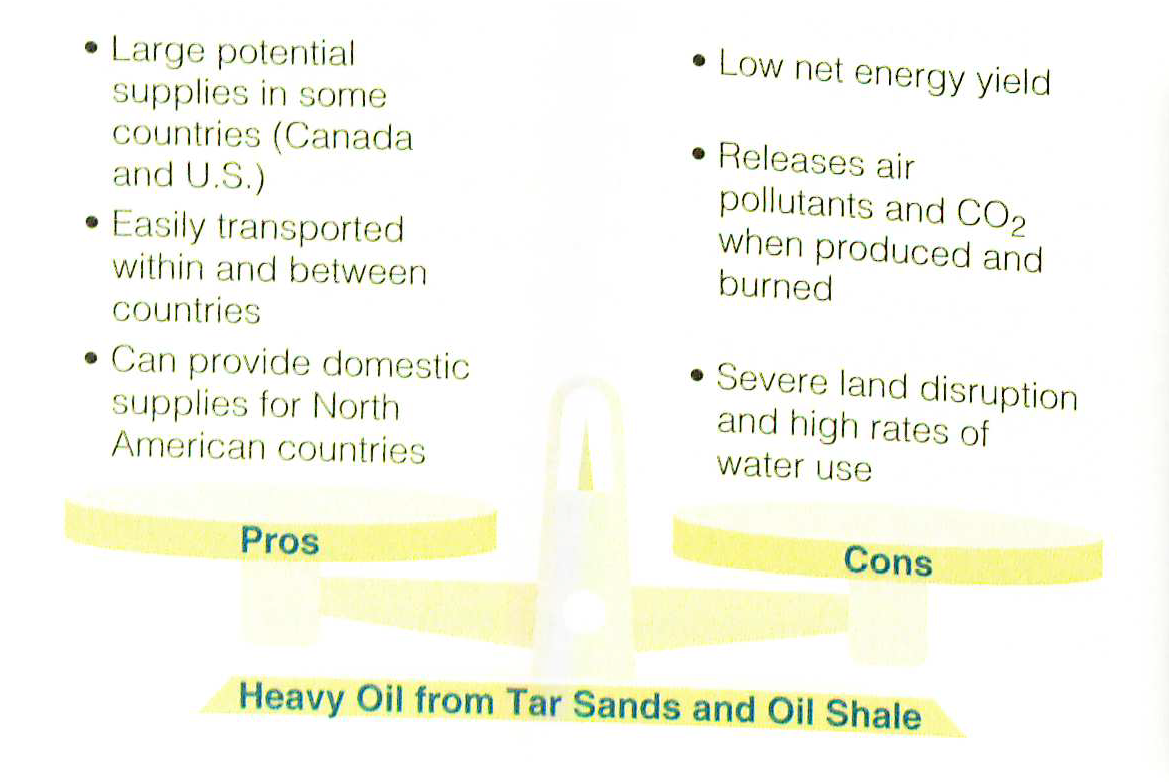 • Large potential
supplies in some
countries (Canada
and U.S.)
• Easily transported
within and between
countries
• Can provide domestic
supplies for North
American countries
Pros
• Low net energy yield
• Releases air
pollutants and CO₂
when produced and
burned
• Severe land disruption
and high rates of
water use
Cons
Heavy Oil from Tar Sands and Oil Shale